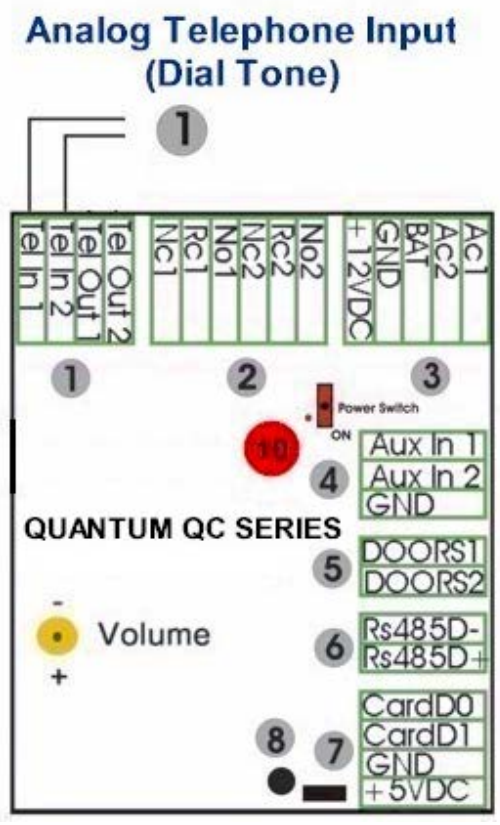 Analog Telephone Input
(Dial Tone)
1
Tel In 1
Tel In 2
Tel Out 1
Tel Out 2
Nc1
Rc1
No1
Nc2
Rc2
No2
+12VDC
GND
BAT
Ac2
Ac1
1
2
3
Power Switch
ON
10
4
Aux In 1
Aux In 2
GND
QUANTUM QC SERIES
5
DOORS1
DOORS2
-
Volume
+
6
Rs485D-
Rs485D+
CardD0
CardD1
GND
+5VDC
8
7